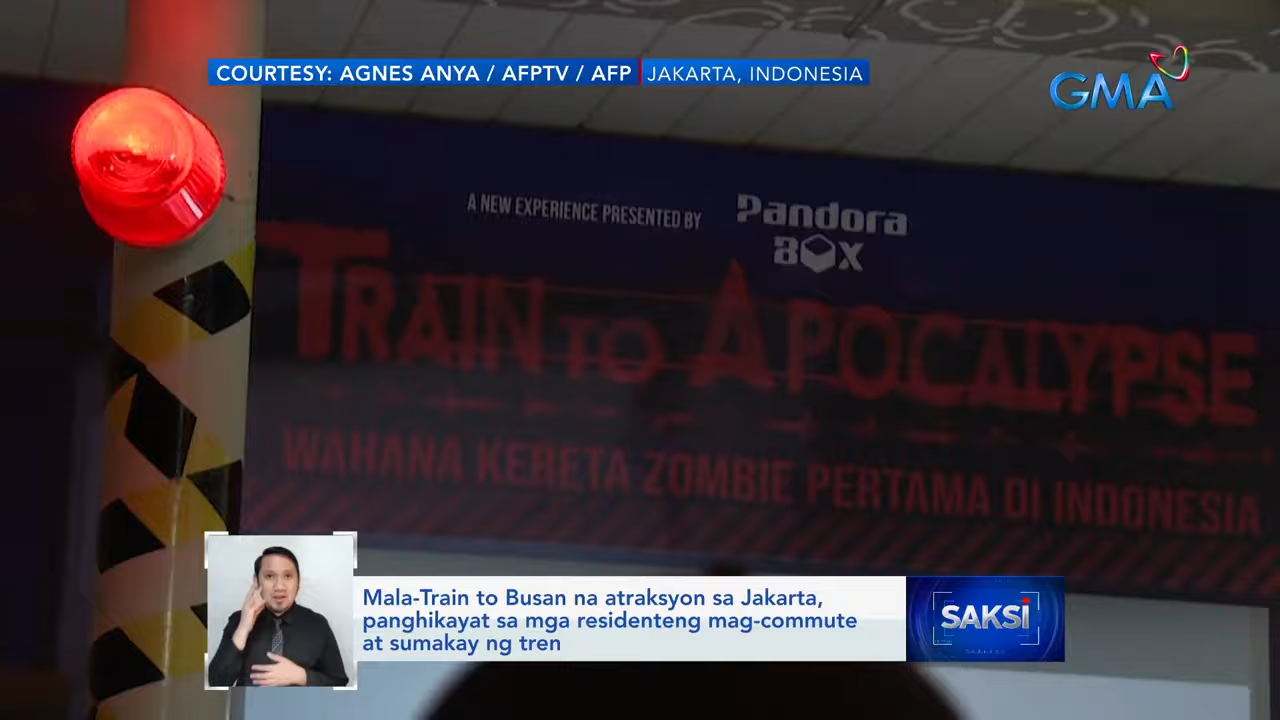 COURTESY: AGNES ANYA / AFPTV / AFP JAKARTA, INDONESIA
GMA
A NEW EXPERIENCE PRESENTED BY
Pandora
BOX
TRAIN TO APOCALYPSE
WAHANA KERETA ZOMBIE PERTAMA DI INDONESIA
Mala-Train to Busan na atraksyon sa Jakarta,
panghikayat sa mga residenteng mag-commute
at sumakay ng tren
SAKSI